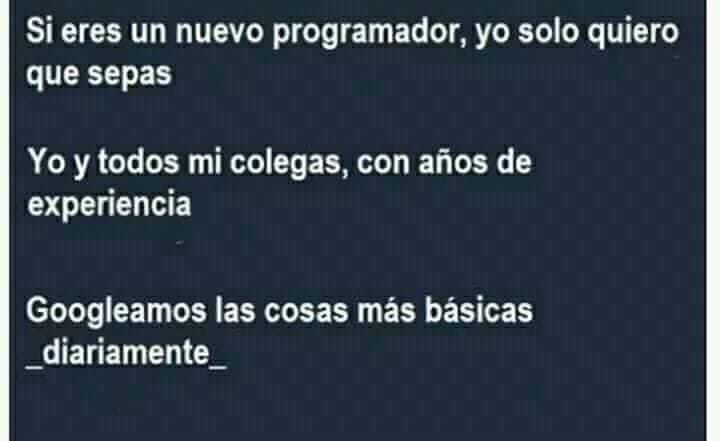 Si eres un nuevo programador, yo solo quiero
que sepas
Yo y todos mi colegas, con años de
experiencia
Googleamos las cosas más básicas
_diariamente_